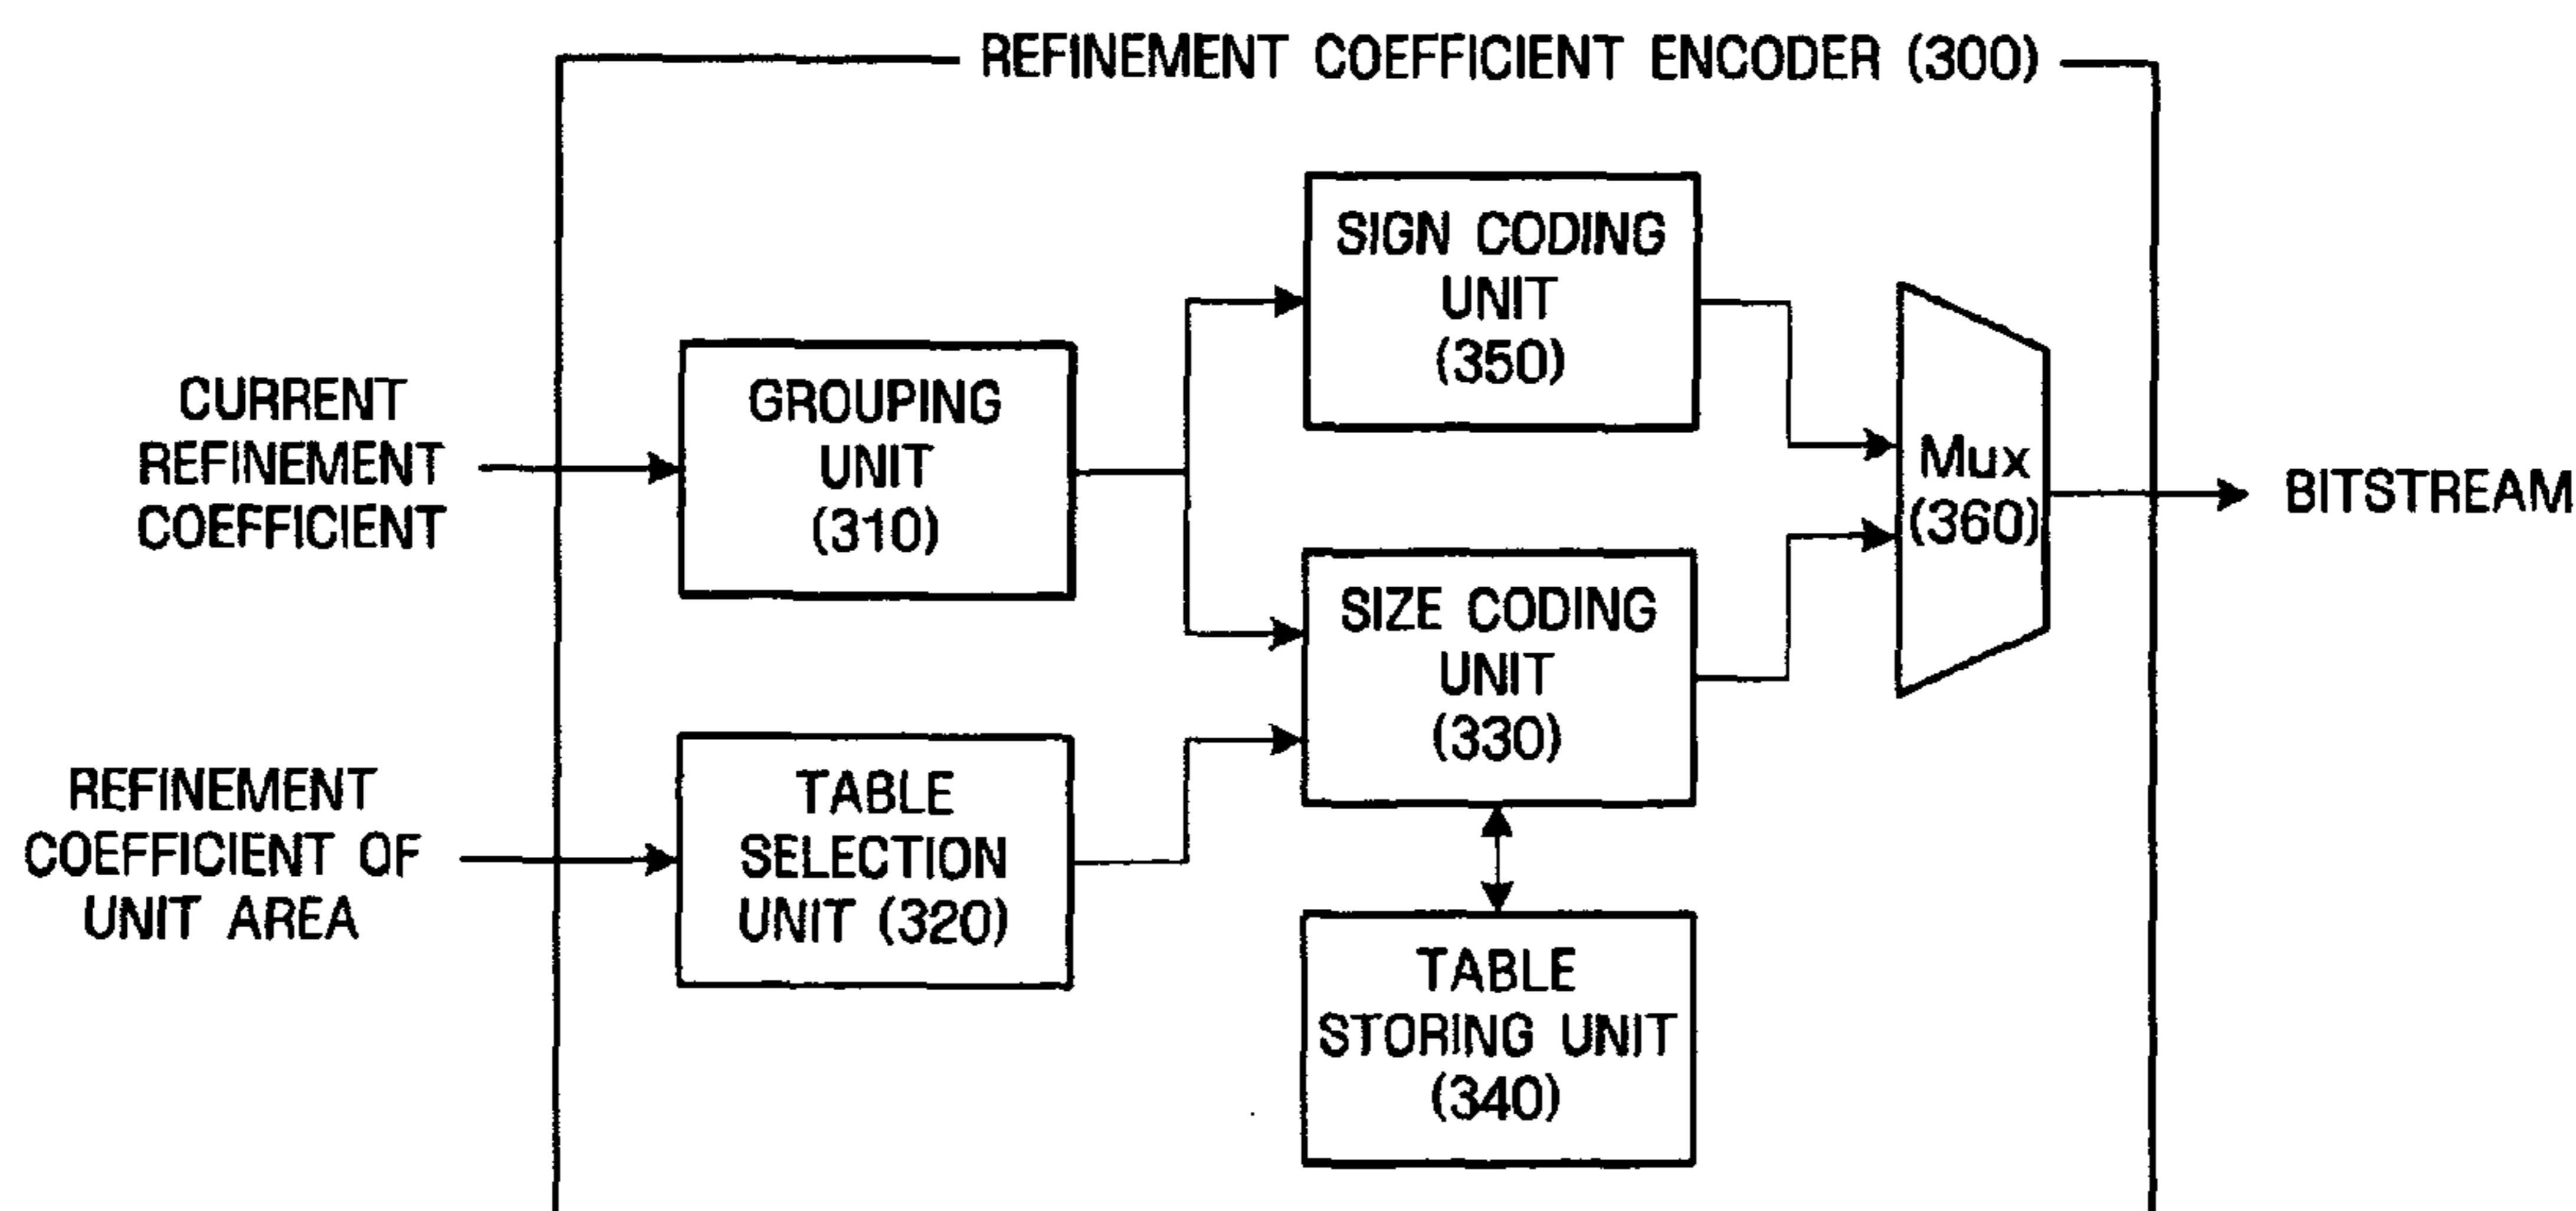 REFINEMENT COEFFICIENT ENCODER (300)
CURRENT
REFINEMENT
COEFFICIENT
GROUPING
UNIT
(310)
SIGN CODING
UNIT
(350)
Mux
(360)
BITSTREAM
SIZE CODING
UNIT
(330)
REFINEMENT
COEFFICIENT OF
UNIT AREA
TABLE
SELECTION
UNIT (320)
TABLE
STORING UNIT
(340)